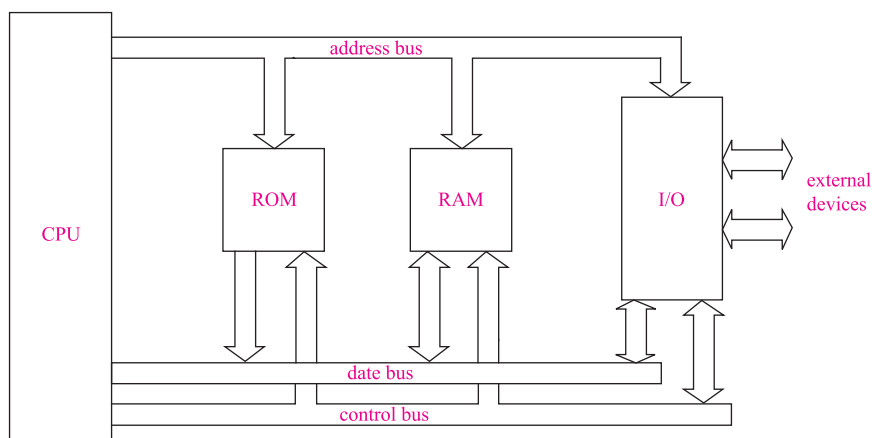 address bus
ROM
RAM
I/O
external
devices
CPU
date bus
control bus